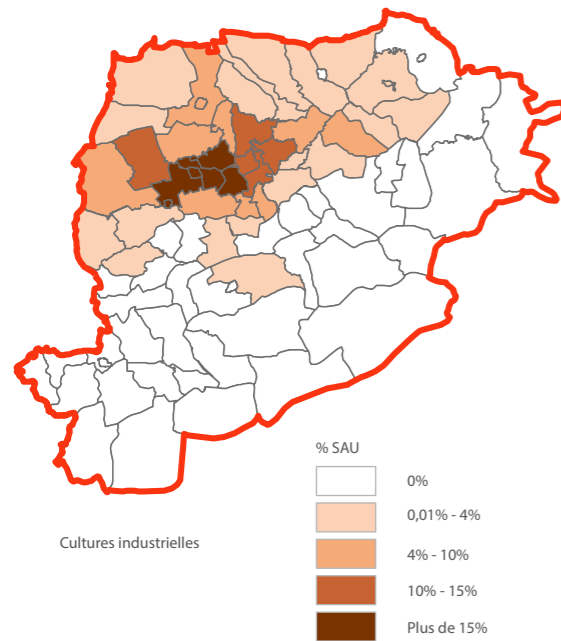 % SAU
0%
0,01% - 4%
4% - 10%
10% - 15%
Plus de 15%
Cultures industrielles